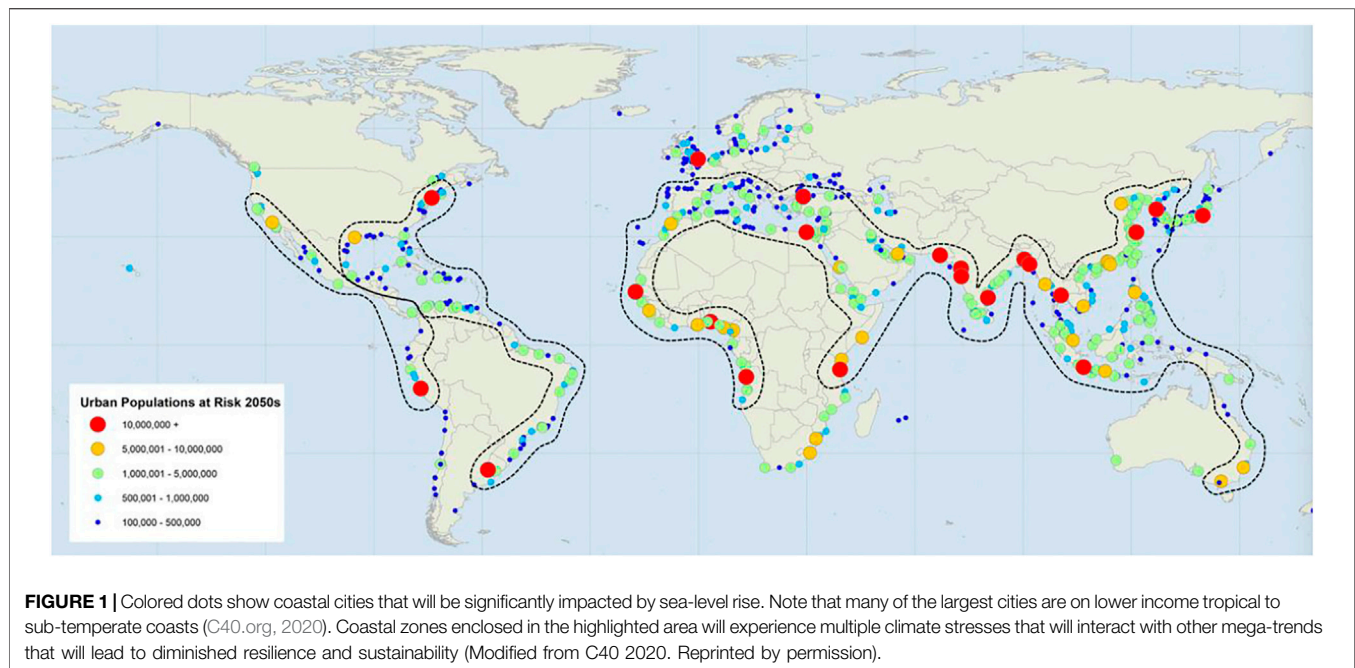 Urban Populations at Risk 2050s
10,000,000 +
5,000,001 - 10,000,000
1,000,001 - 5,000,000
500,001 - 1,000,000
100,000 - 500,000
FIGURE 1 | Colored dots show coastal cities that will be significantly impacted by sea-level rise. Note that many of the largest cities are on lower income tropical to
sub-temperate coasts (C40.org, 2020). Coastal zones enclosed in the highlighted area will experience multiple climate stresses that will interact with other mega-trends
that will lead to diminished resilience and sustainability (Modified from C40 2020. Reprinted by permission).